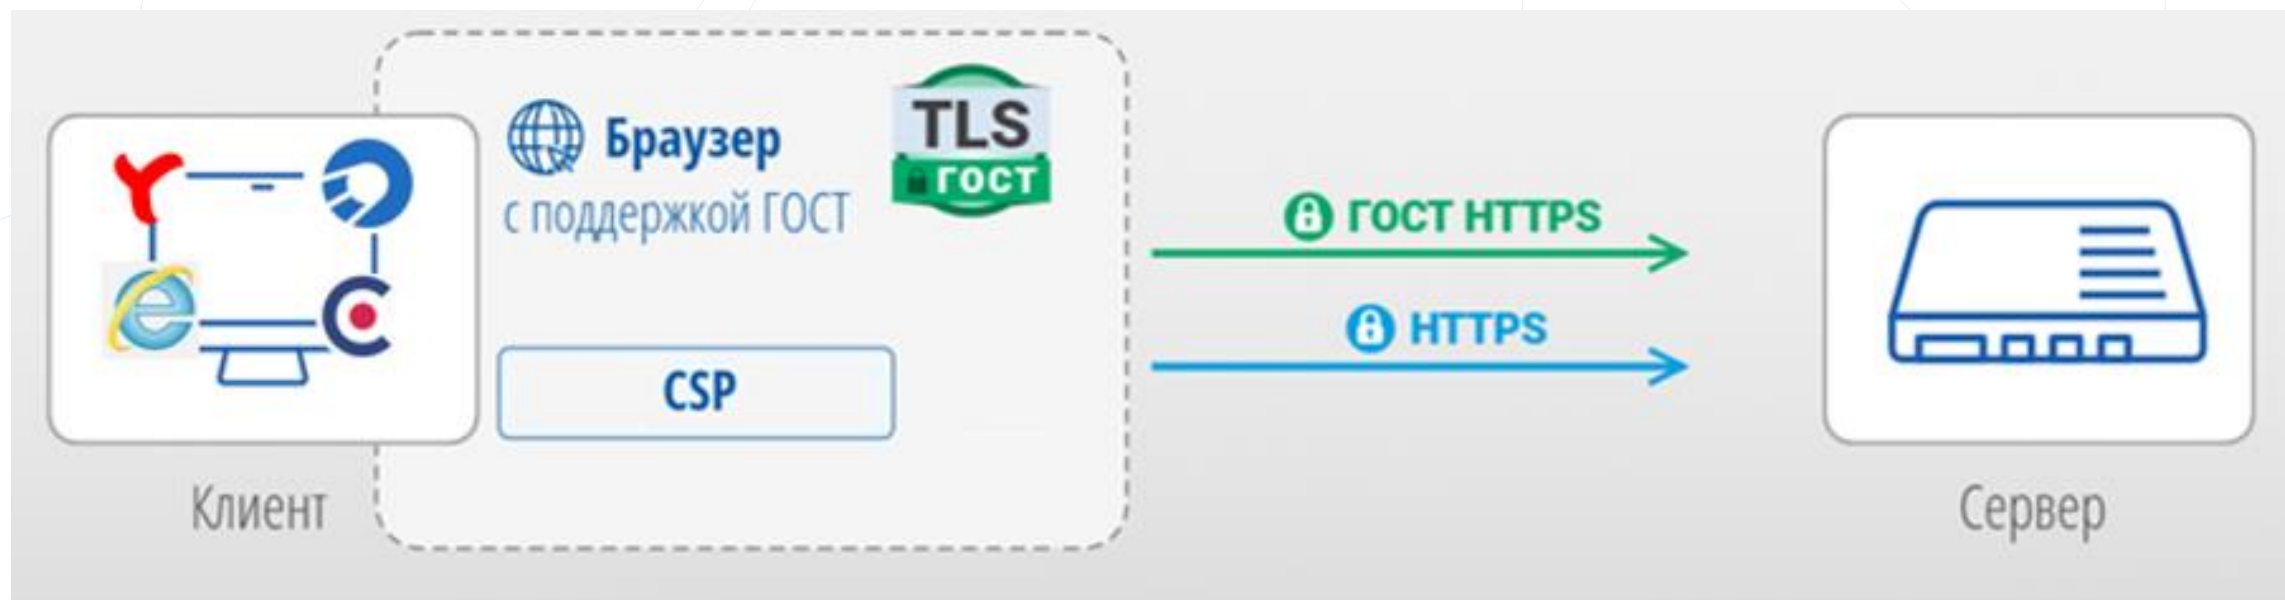 Браузер
с поддержкой ГОСТ
TLS
ГОСТ
CSP
Клиент
ГОСТ HTTPS
HTTPS
Сервер